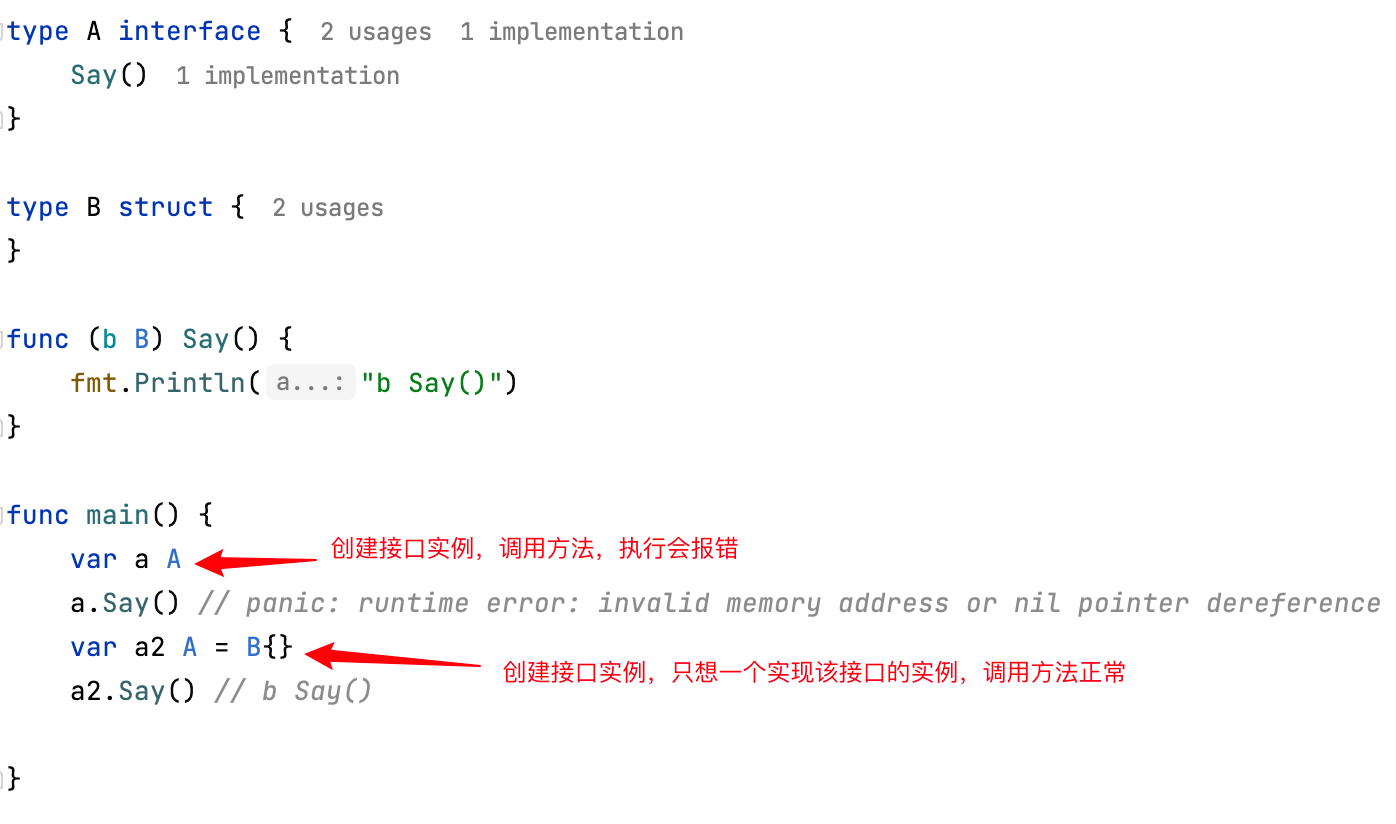 type A interface { 2 usages 1 implementation
    Say() 1 implementation
}
type B struct { 2 usages
}
func (b B) Say() {
    fmt.Println( a...: "b Say()")
}
func main() {
    var a A 创建接口实例，调用方法，执行会报错
    a.Say() // panic: runtime error: invalid memory address or nil pointer dereference
    var a2 A = B{} 创建接口实例，只想一个实现该接口的实例，调用方法正常
    a2.Say() // b Say()
}